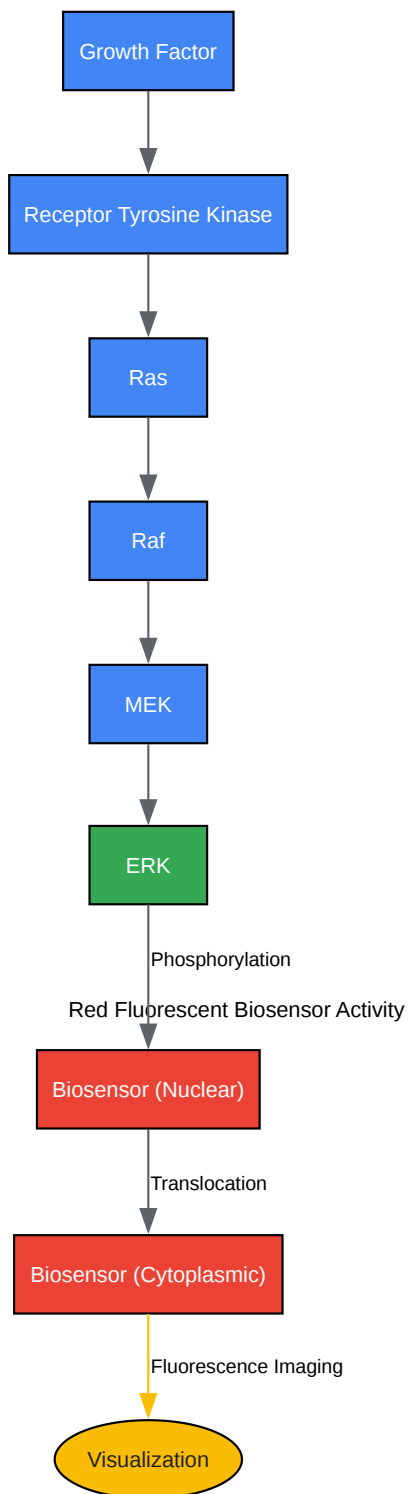 Growth Factor
Receptor Tyrosine Kinase
Ras
Raf
MEK
ERK
Phosphorylation
Red Fluorescent Biosensor Activity
Biosensor (Nuclear)
Translocation
Biosensor (Cytoplasmic)
Fluorescence Imaging
Visualization